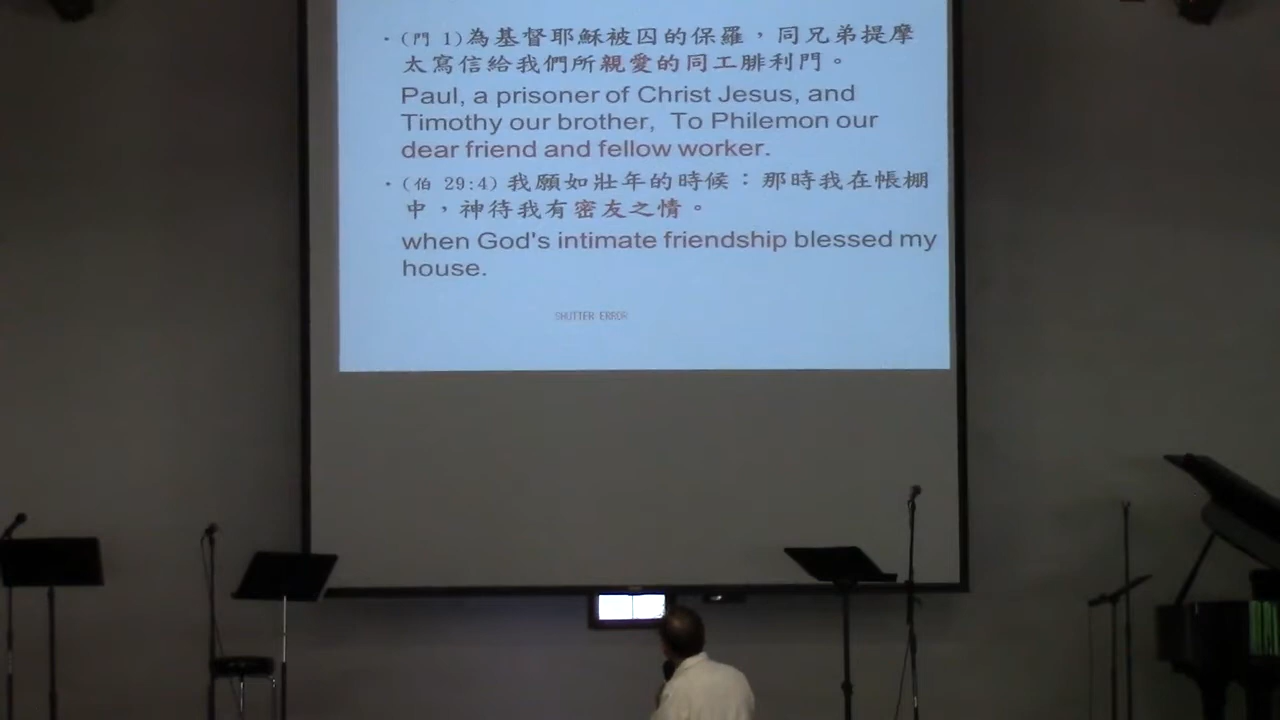 ·(門 1)為基督耶穌被囚的保羅，同兄弟提摩
太寫信給我們所親愛的同工腓利門。
Paul, a prisoner of Christ Jesus, and
Timothy our brother,  To Philemon our
dear friend and fellow worker.
·(伯 29:4) 我願如壯年的時候：那時我在帳棚
中，神待我有密友之情。
when God's intimate friendship blessed my
house.
SHUTTER ERROR